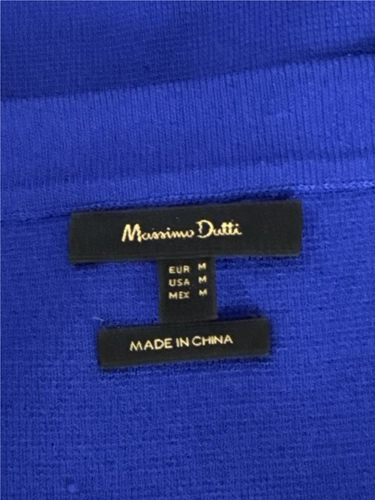 Massimo Dutti
EUR M
USA M
MEX M
MADE IN CHINA